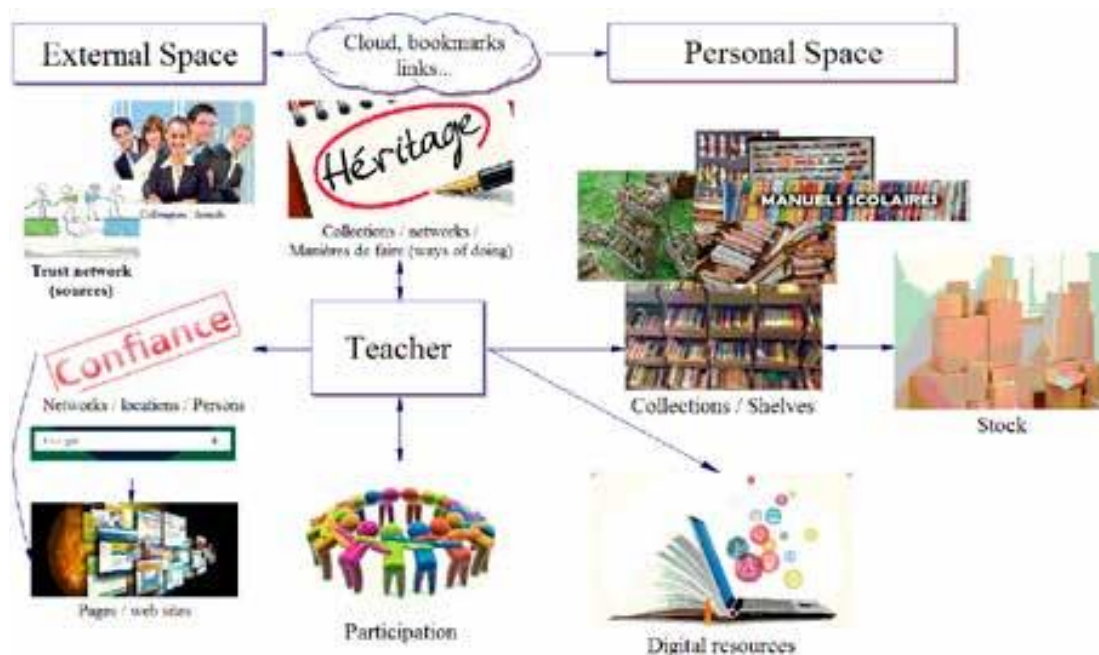 External Space
Cloud, bookmarks
links...
Personal Space
Héritage
MANUELS SCOLAIRES
Collections / networks /
Manières de faire (ways of doing)
Trust network
(sources)
Confiance
Teacher
Networks / locations / Persons
Collections / Shelves
Stock
Pages / web sites
Participation
Digital resources